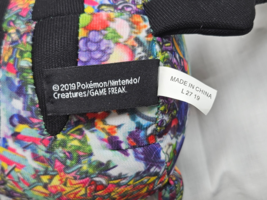 ©2019 Pokémon/Nintendo/
Creatures/GAME FREAK.
MADE IN CHINA
L 27 19